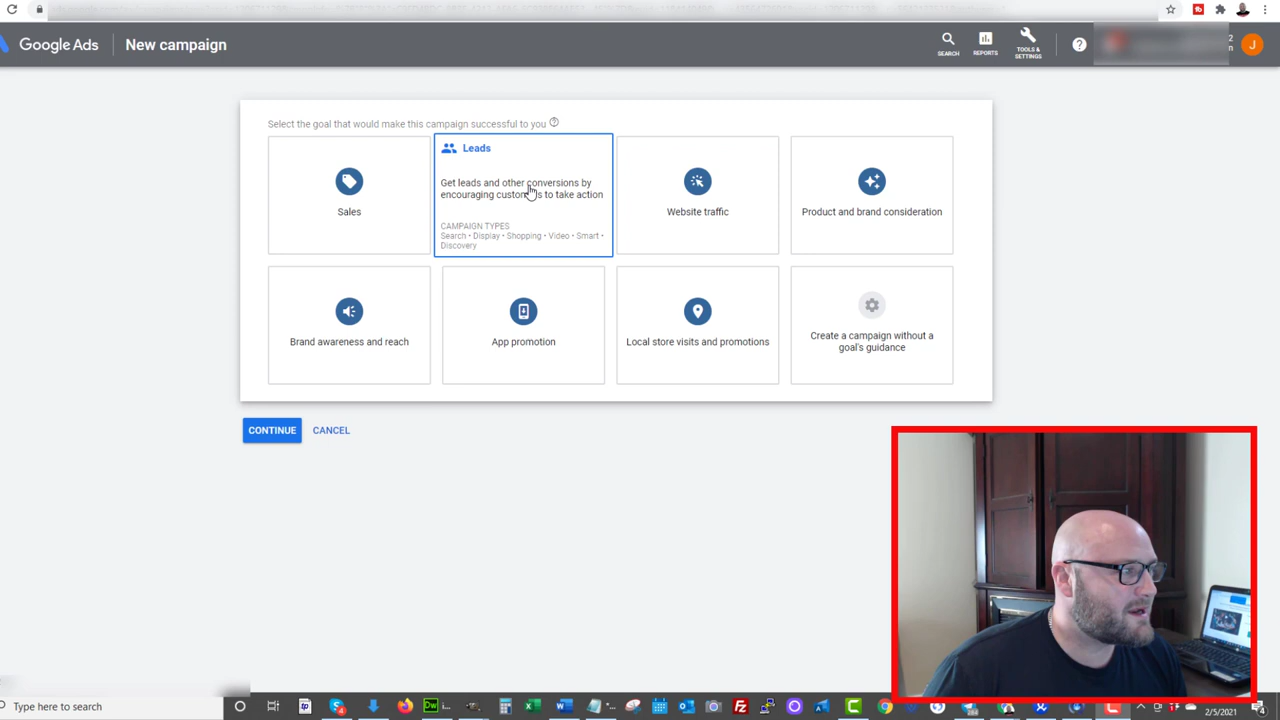 Google Ads
New campaign
SEARCH
REPORTS
TOOLS &
SETTINGS
?
J
Select the goal that would make this campaign successful to you
Sales
Leads
Get leads and other conversions by
encouraging customers to take action
CAMPAIGN TYPES
Search • Display • Shopping • Video • Smart •
Discovery
Website traffic
Product and brand consideration
Brand awareness and reach
App promotion
Local store visits and promotions
Create a campaign without a
goal's guidance
CONTINUE
CANCEL
Type here to search
2/5/2021